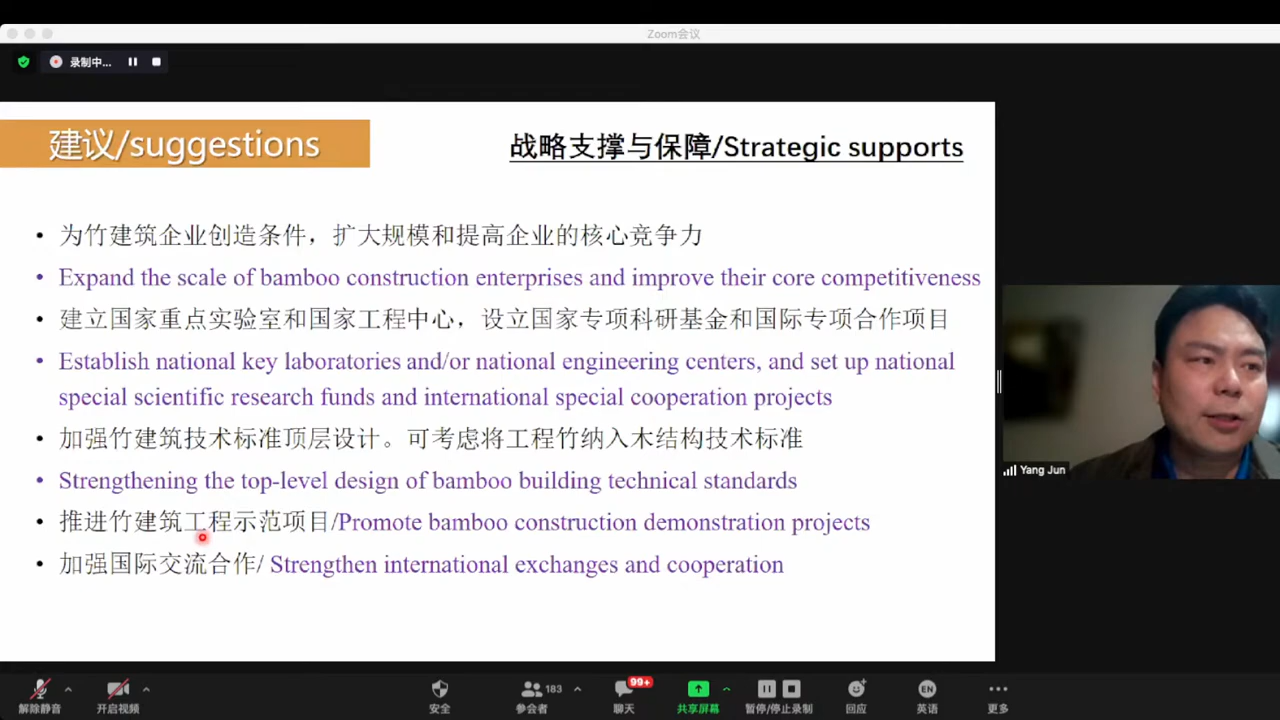 Zoom会议
录制中...
建议/suggestions
战略支撑与保障/Strategic supports
• 为竹建筑企业创造条件，扩大规模和提高企业的核心竞争力
• Expand the scale of bamboo construction enterprises and improve their core competitiveness
• 建立国家重点实验室和国家工程中心，设立国家专项科研基金和国际专项合作项目
• Establish national key laboratories and/or national engineering centers, and set up national
special scientific research funds and international special cooperation projects
• 加强竹建筑技术标准顶层设计。可考虑将工程竹纳入木结构技术标准
• Strengthening the top-level design of bamboo building technical standards
• 推进竹建筑工程示范项目/Promote bamboo construction demonstration projects
• 加强国际交流合作/ Strengthen international exchanges and cooperation
Yang Jun
183
99+
EN
解除静音
开启视频
安全
参会者
聊天
共享屏幕
暂停/停止录制
回应
英语
更多